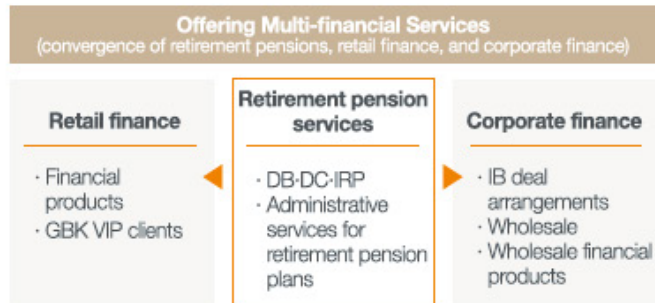 Offering Multi-financial Services
(convergence of retirement pensions, retail finance, and corporate finance)
Retail finance
· Financial
products
· GBK VIP clients
Retirement pension
services
· DB·DC·IRP
· Administrative
services for
retirement pension
plans
Corporate finance
· IB deal
arrangements
· Wholesale
· Wholesale financial
products